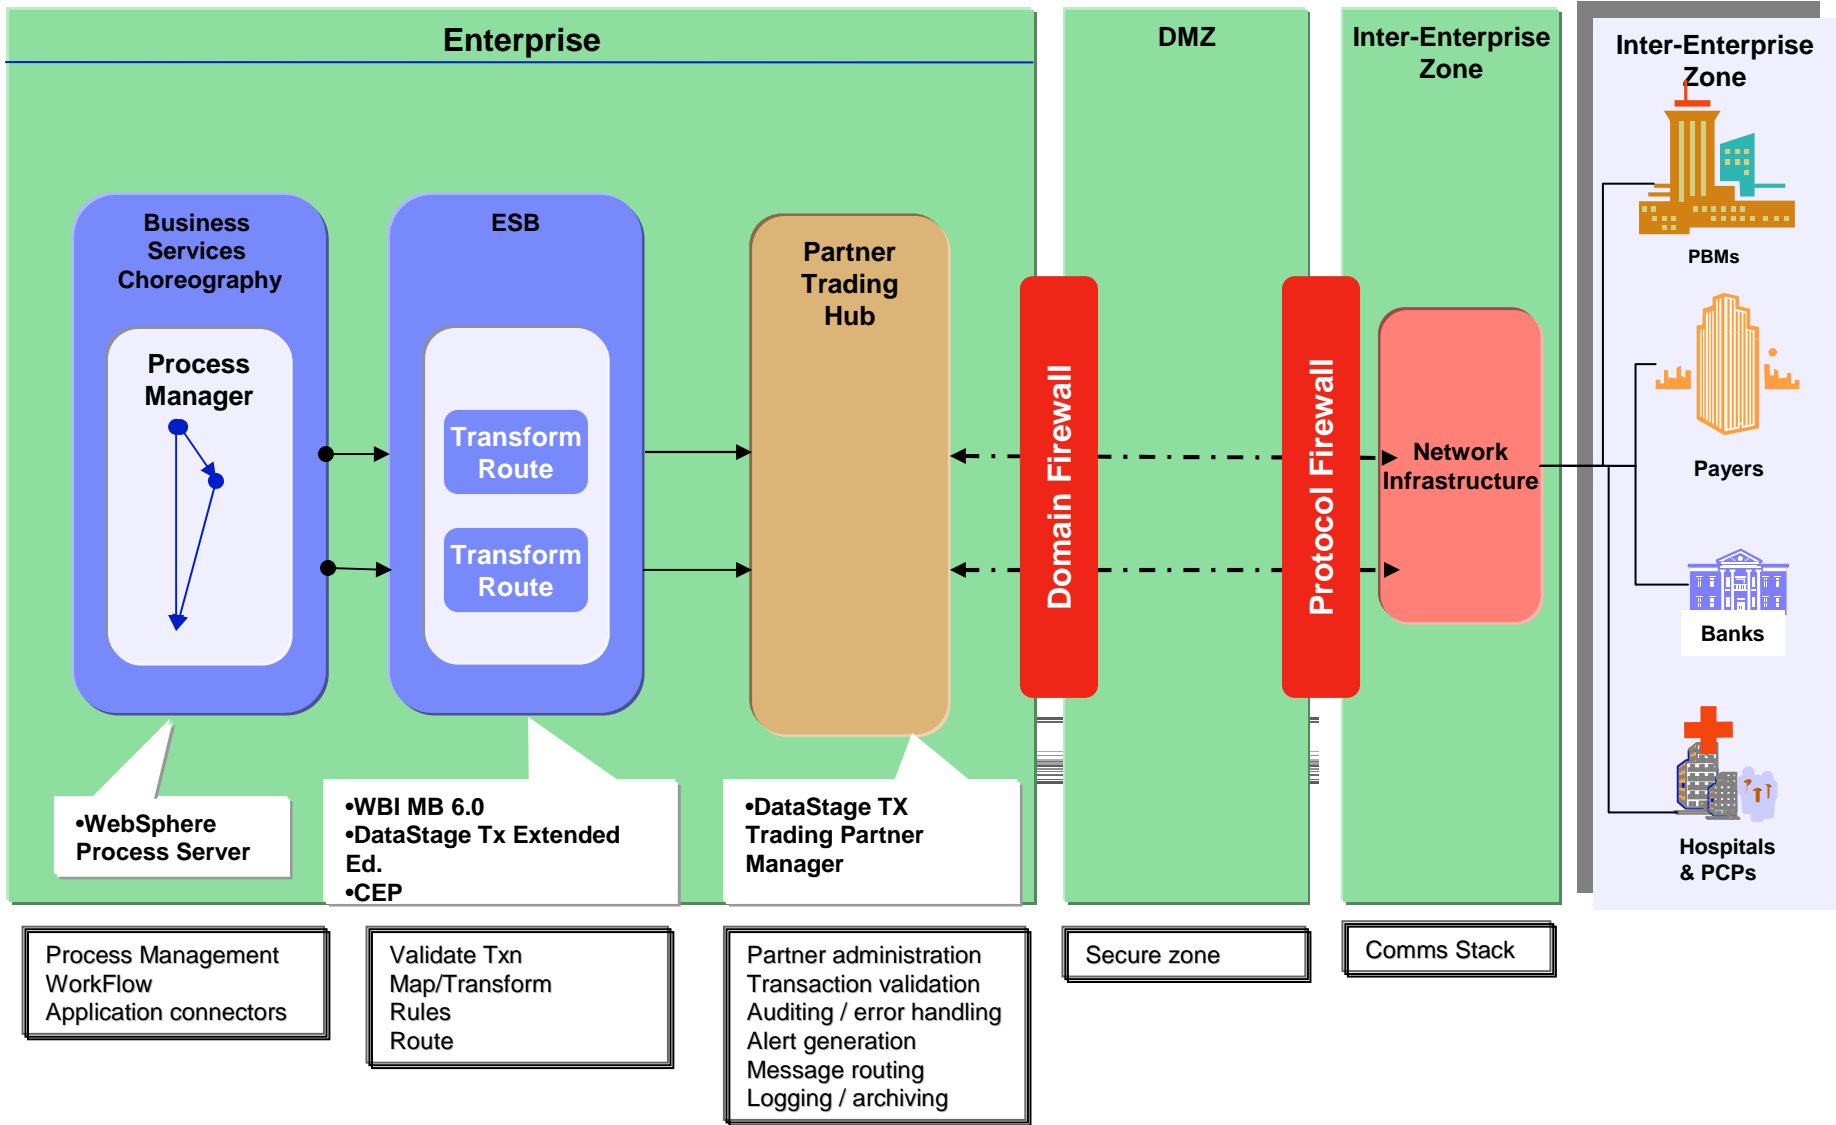 Enterprise
DMZ
Inter-Enterprise
Zone
Inter-Enterprise
Zone
Business
Services
Choreography
Process
Manager
ESB
Transform
Route
Transform
Route
Partner
Trading
Hub
Domain Firewall
Protocol Firewall
Network
Infrastructure
PBMs
Payers
Banks
Hospitals
& PCPs
•WebSphere
Process Server
•WBI MB 6.0
•DataStage Tx Extended
Ed.
•CEP
•DataStage TX
Trading Partner
Manager
Process Management
WorkFlow
Application connectors
Validate Txn
Map/Transform
Rules
Route
Partner administration
Transaction validation
Auditing / error handling
Alert generation
Message routing
Logging / archiving
Secure zone
Comms Stack